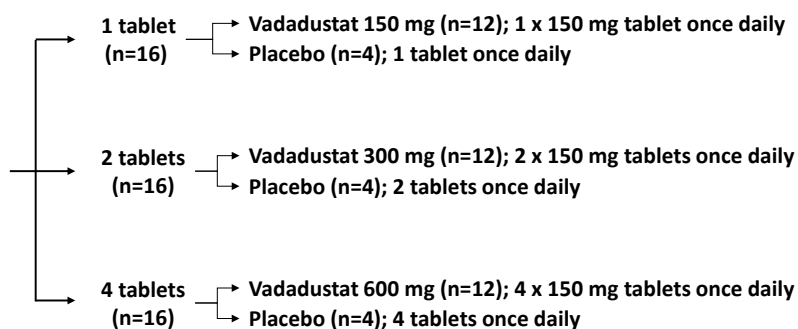 1 tablet
(n=16)
Vadadustat 150 mg (n=12); 1 x 150 mg tablet once daily
Placebo (n=4); 1 tablet once daily
2 tablets
(n=16)
Vadadustat 300 mg (n=12); 2 x 150 mg tablets once daily
Placebo (n=4); 2 tablets once daily
4 tablets
(n=16)
Vadadustat 600 mg (n=12); 4 x 150 mg tablets once daily
Placebo (n=4); 4 tablets once daily